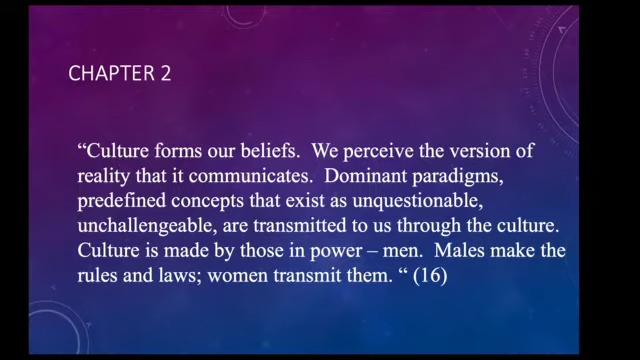 CHAPTER 2
“Culture forms our beliefs.  We perceive the version of
reality that it communicates.  Dominant paradigms,
predefined concepts that exist as unquestionable,
unchallengeable, are transmitted to us through the culture.
Culture is made by those in power – men.  Males make the
rules and laws; women transmit them. “ (16)